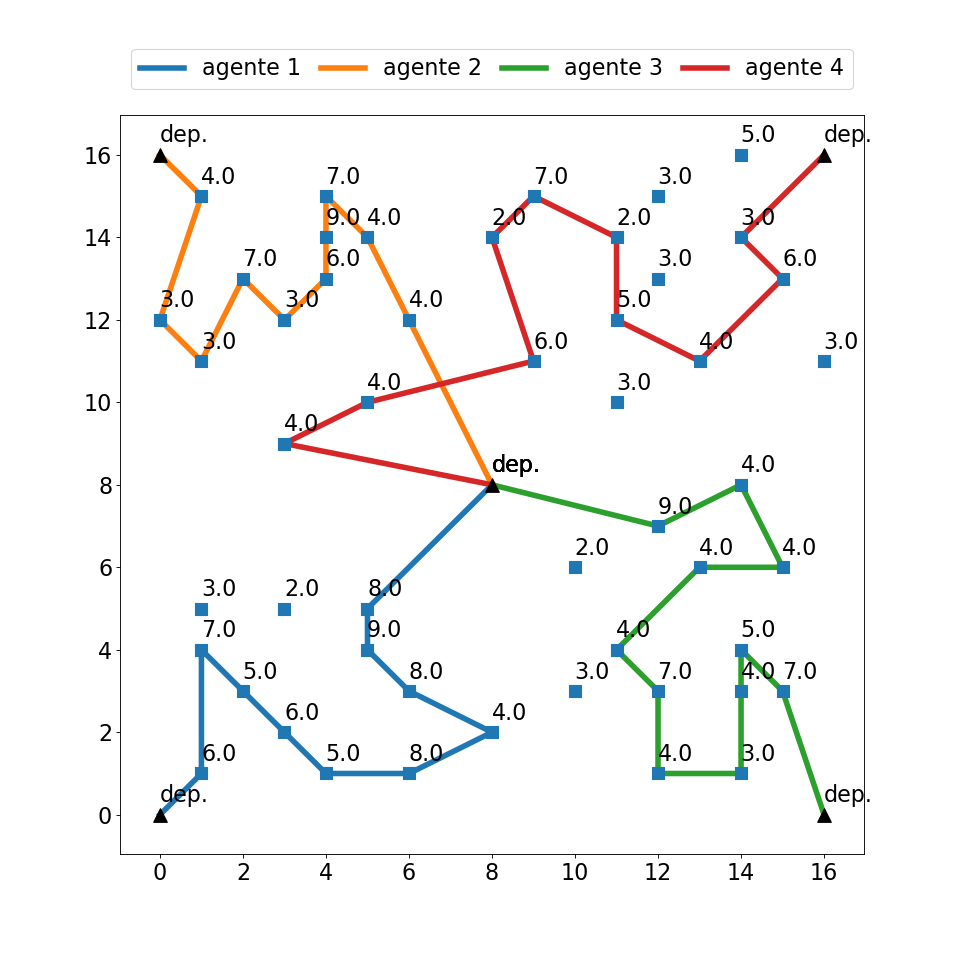 agente 1 agente 2 agente 3 agente 4
dep. 5.0 dep.
16
4.0 7.0 7.0 3.0
9.0 4.0 2.0 2.0 3.0
14
7.0 6.0 3.0 6.0
3.0 3.0 4.0 5.0
12
3.0 6.0 4.0 3.0
4.0 3.0
10
4.0
dep. 4.0
8
9.0
2.0 4.0 4.0
6
3.0 2.0 8.0
7.0 9.0 4.0 5.0
4
5.0 8.0 3.0 7.0 4.0 7.0
6.0 4.0
2
6.0 5.0 8.0 4.0 3.0
dep. dep.
0
0 2 4 6 8 10 12 14 16